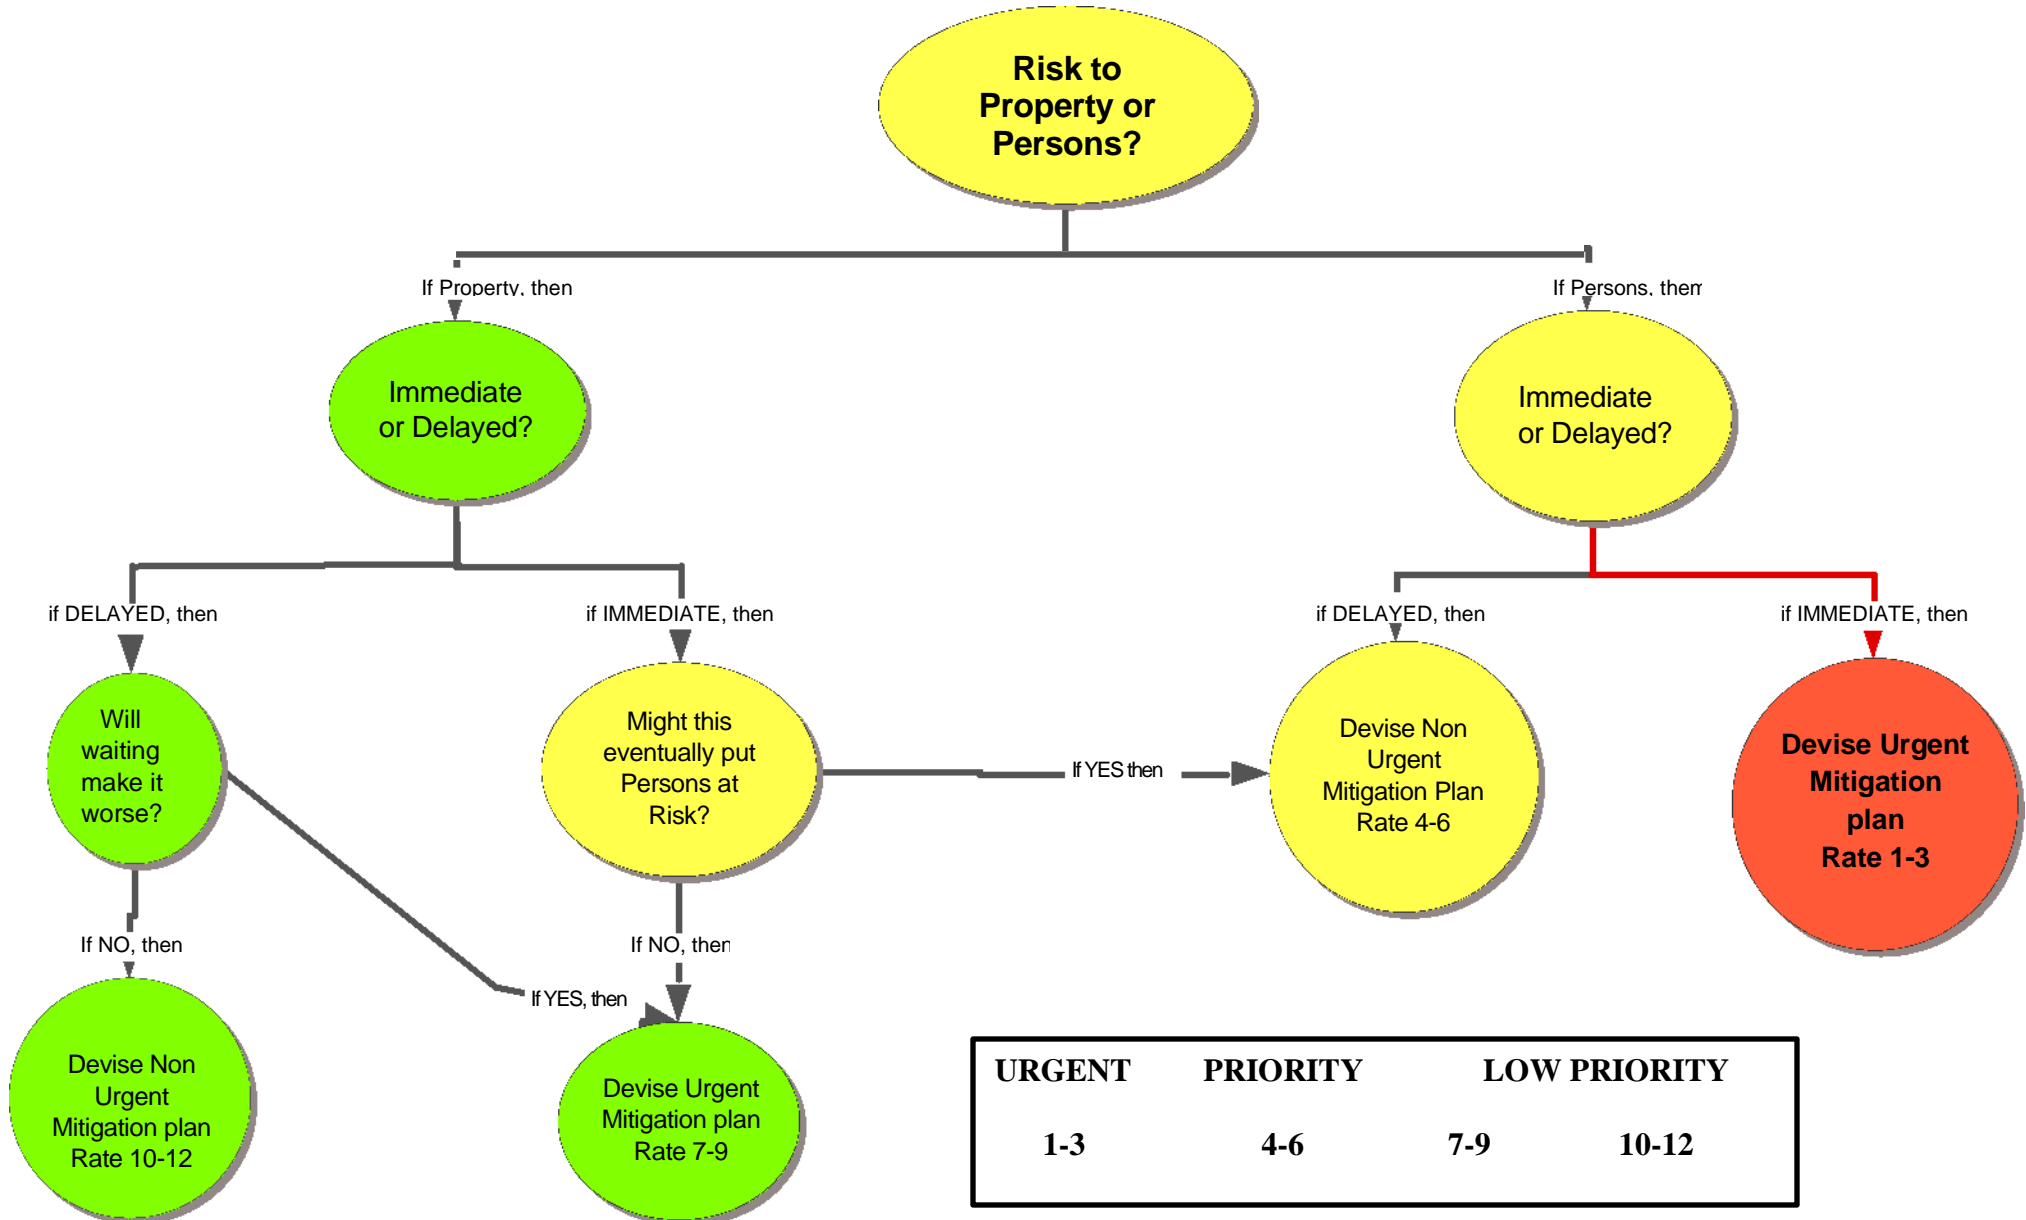 Risk to
Property or
Persons?
If Property, then
If Persons, them
Immediate
or Delayed?
Immediate
or Delayed?
if DELAYED, then
if IMMEDIATE, then
if DELAYED, then
if IMMEDIATE, then
Will
waiting
make it
worse?
Might this
eventually put
Persons at
Risk?
If YES then
Devise Non
Urgent
Mitigation Plan
Rate 4-6
Devise Urgent
Mitigation
plan
Rate 1-3
If NO, then
If NO, then
If YES, then
Devise Non
Urgent
Mitigation plan
Rate 10-12
Devise Urgent
Mitigation plan
Rate 7-9
URGENT PRIORITY LOW PRIORITY
1-3 4-6 7-9 10-12